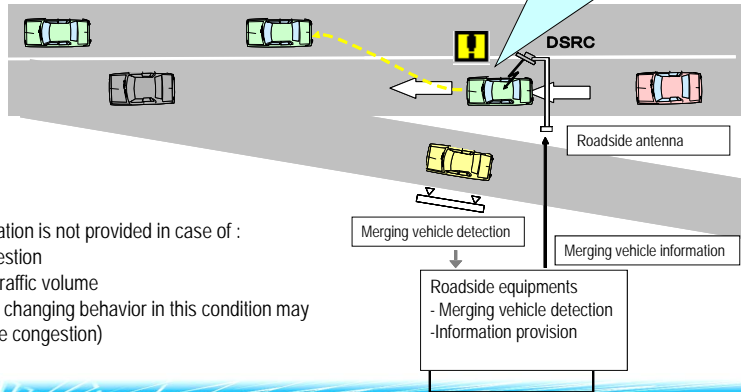 DSRC
Roadside antenna
Merging vehicle detection
Merging vehicle information
ation is not provided in case of :
estion
raffic volume
changing behavior in this condition may
e congestion)
Roadside equipments
- Merging vehicle detection
-Information provision